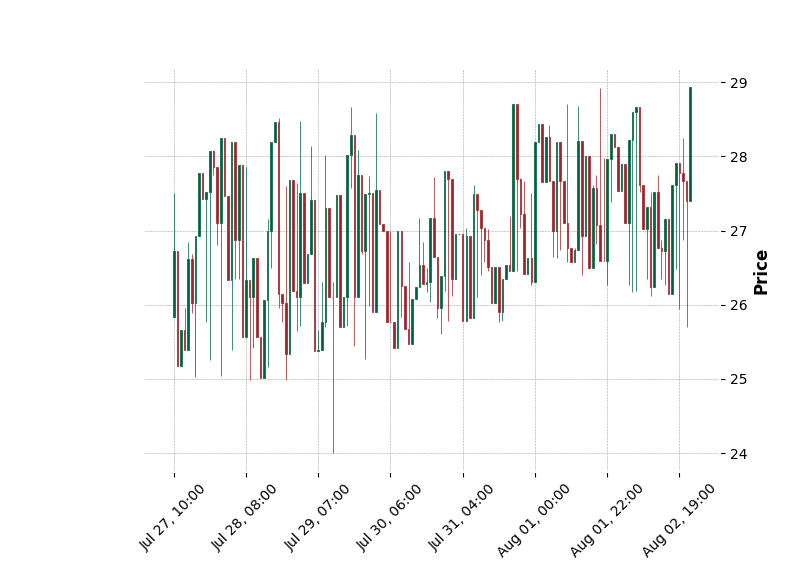 29
28
27
26
25
24
Price
Jul 27, 10:00
Jul 28, 08:00
Jul 29, 07:00
Jul 30, 06:00
Jul 31, 04:00
Aug 01, 00:00
Aug 01, 22:00
Aug 02, 19:00